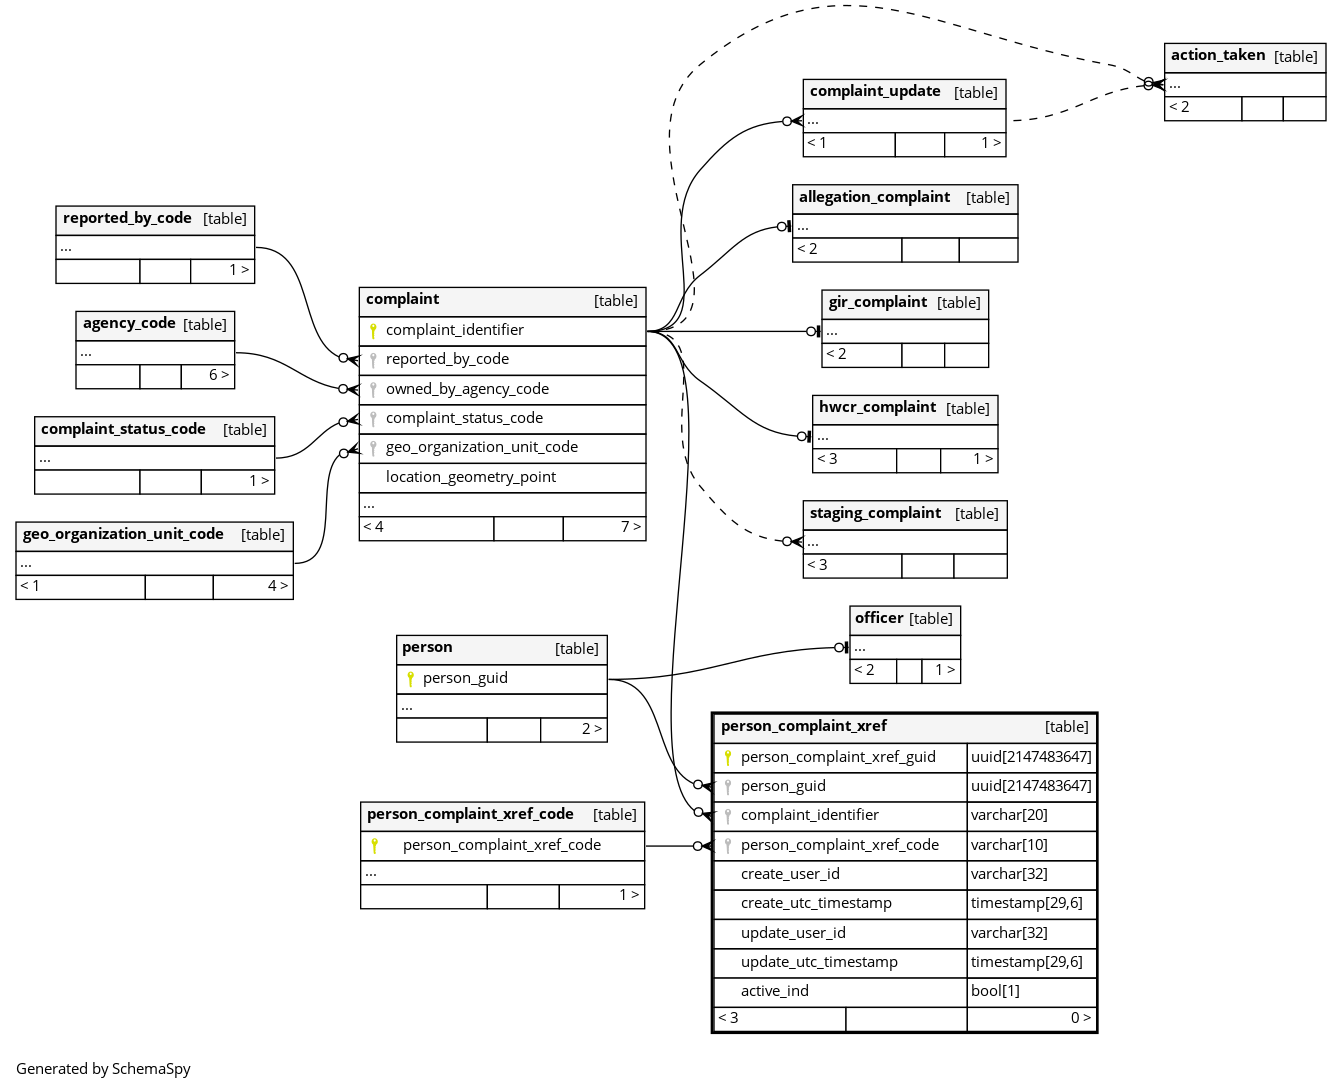 action_taken [table]
...
< 2
complaint_update [table]
...
< 1 1 >
allegation_complaint [table]
...
< 2
reported_by_code [table]
...
1 >
complaint [table]
complaint_identifier
reported_by_code
owned_by_agency_code
complaint_status_code
geo_organization_unit_code
location_geometry_point
...
< 4 7 >
gir_complaint [table]
...
< 2
agency_code [table]
...
6 >
hwcr_complaint [table]
...
< 3 1 >
complaint_status_code [table]
...
1 >
staging_complaint [table]
...
< 3
geo_organization_unit_code [table]
...
< 1 4 >
officer [table]
...
< 2 1 >
person [table]
person_guid
...
2 >
person_complaint_xref [table]
person_complaint_xref_guid uuid[2147483647]
person_guid uuid[2147483647]
complaint_identifier varchar[20]
person_complaint_xref_code varchar[10]
create_user_id varchar[32]
create_utc_timestamp timestamp[29,6]
update_user_id varchar[32]
update_utc_timestamp timestamp[29,6]
active_ind bool[1]
< 3 0 >
person_complaint_xref_code [table]
person_complaint_xref_code
...
1 >
Generated by SchemaSpy